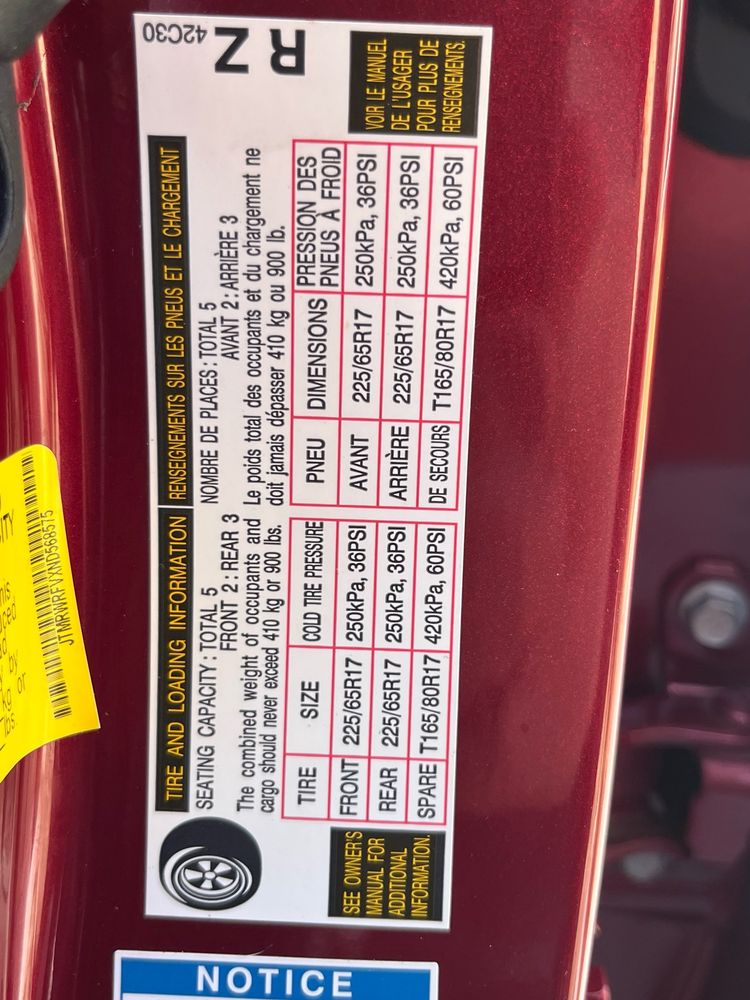 TIRE AND LOADING INFORMATION
RENSEIGNEMENTS SUR LES PNEUS ET LE CHARGEMENT
SEATING CAPACITY : TOTAL 5
FRONT 2 : REAR 3
The combined weight of occupants and
cargo should never exceed 410 kg or 900 lbs.
NOMBRE DE PLACES : TOTAL 5
AVANT 2 : ARRIÈRE 3
Le poids total des occupants et du chargement ne
doit jamais dépasser 410 kg ou 900 lb.
42C30
R Z
TIRE SIZE COLD TIRE PRESSURE
FRONT 225/65R17 250kPa, 36PSI
REAR 225/65R17 250kPa, 36PSI
SPARE T165/80R17 420kPa, 60PSI
PNEU DIMENSIONS PRESSION DES
PNEUS À FROID
AVANT 225/65R17 250kPa, 36PSI
ARRIÈRE 225/65R17 250kPa, 36PSI
DE SECOURS T165/80R17 420kPa, 60PSI
SEE OWNER'S
MANUAL FOR
ADDITIONAL
INFORMATION.
VOIR LE MANUEL
DE L'USAGER
POUR PLUS DE
RENSEIGNEMENTS.
by
kg or
lbs.
JTMRWRFVXND568575
NOTICE